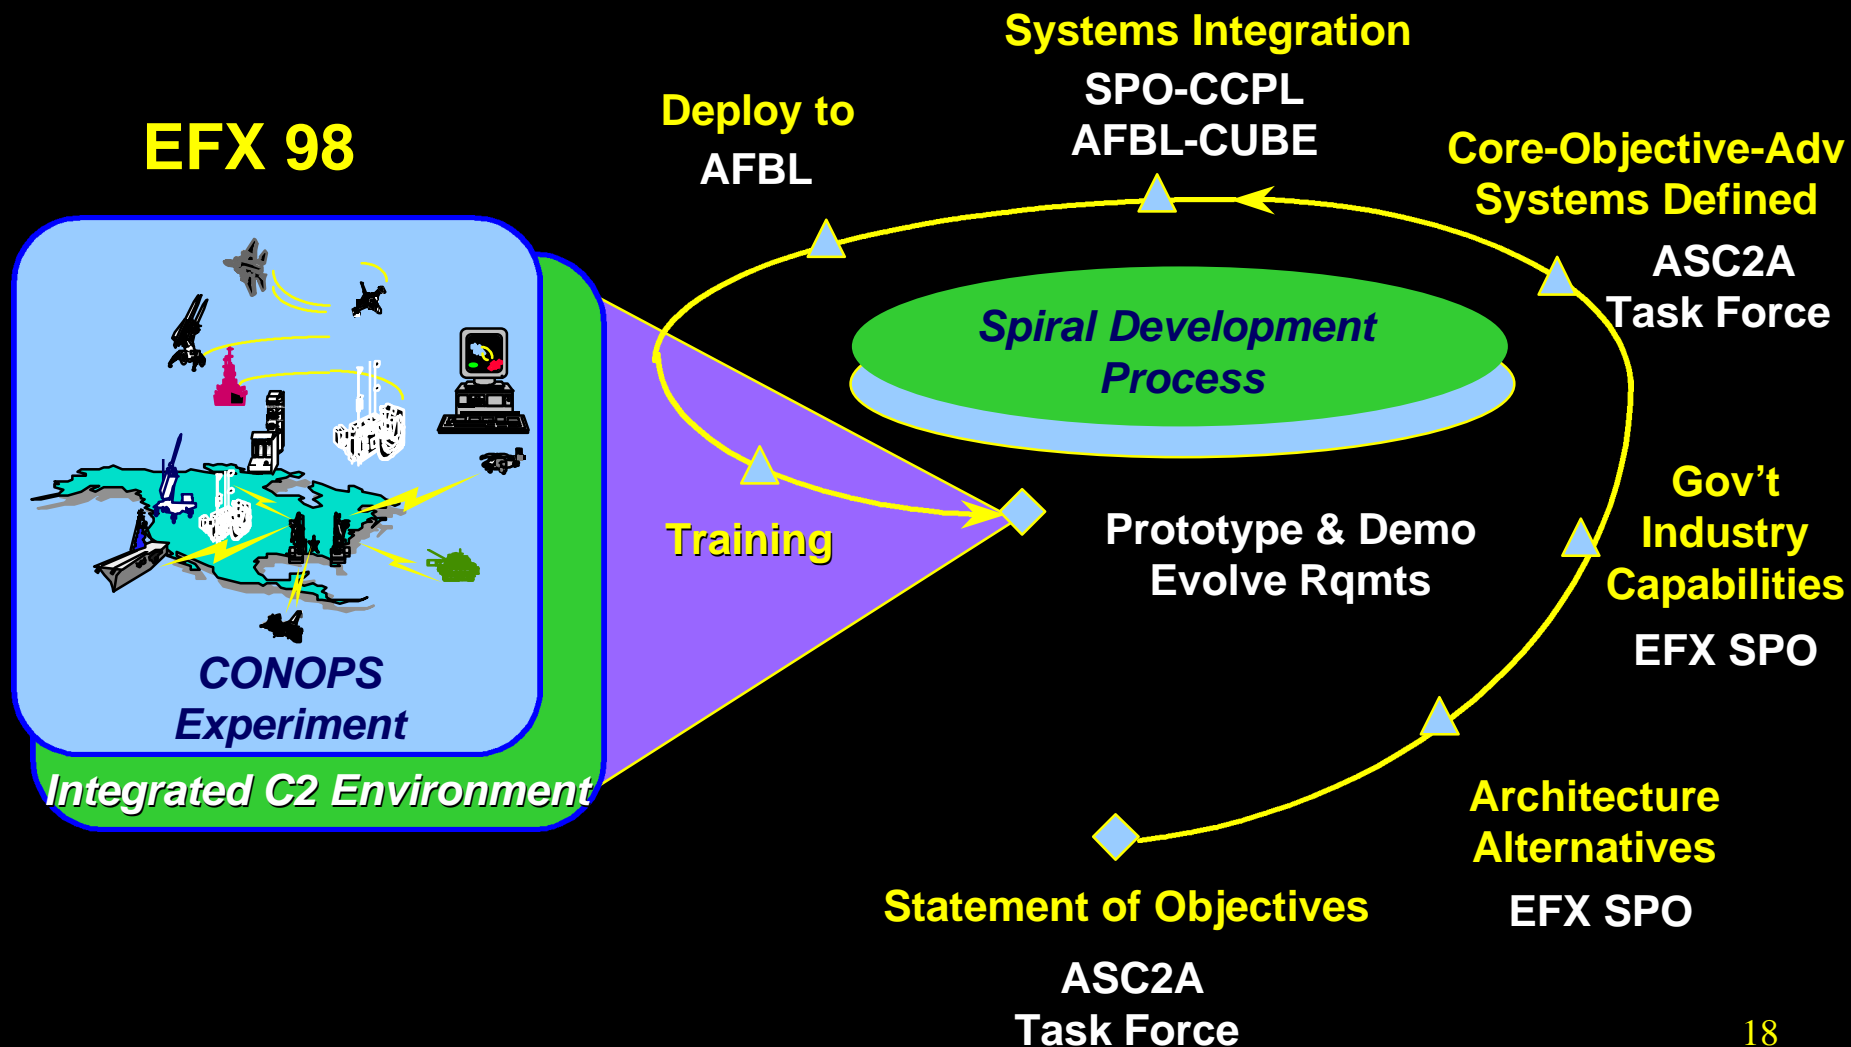 Systems Integration
SPO-CCPL
AFBL-CUBE
Deploy to
AFBL
EFX 98
Core-Objective-Adv
Systems Defined
ASC2A
Task Force
Spiral Development
Process
Gov't
Industry
Capabilities
EFX SPO
Prototype & Demo
Evolve Rqmts
Training
CONOPS
Experiment
Integrated C2 Environment
Architecture
Alternatives
EFX SPO
Statement of Objectives
ASC2A
Task Force
18